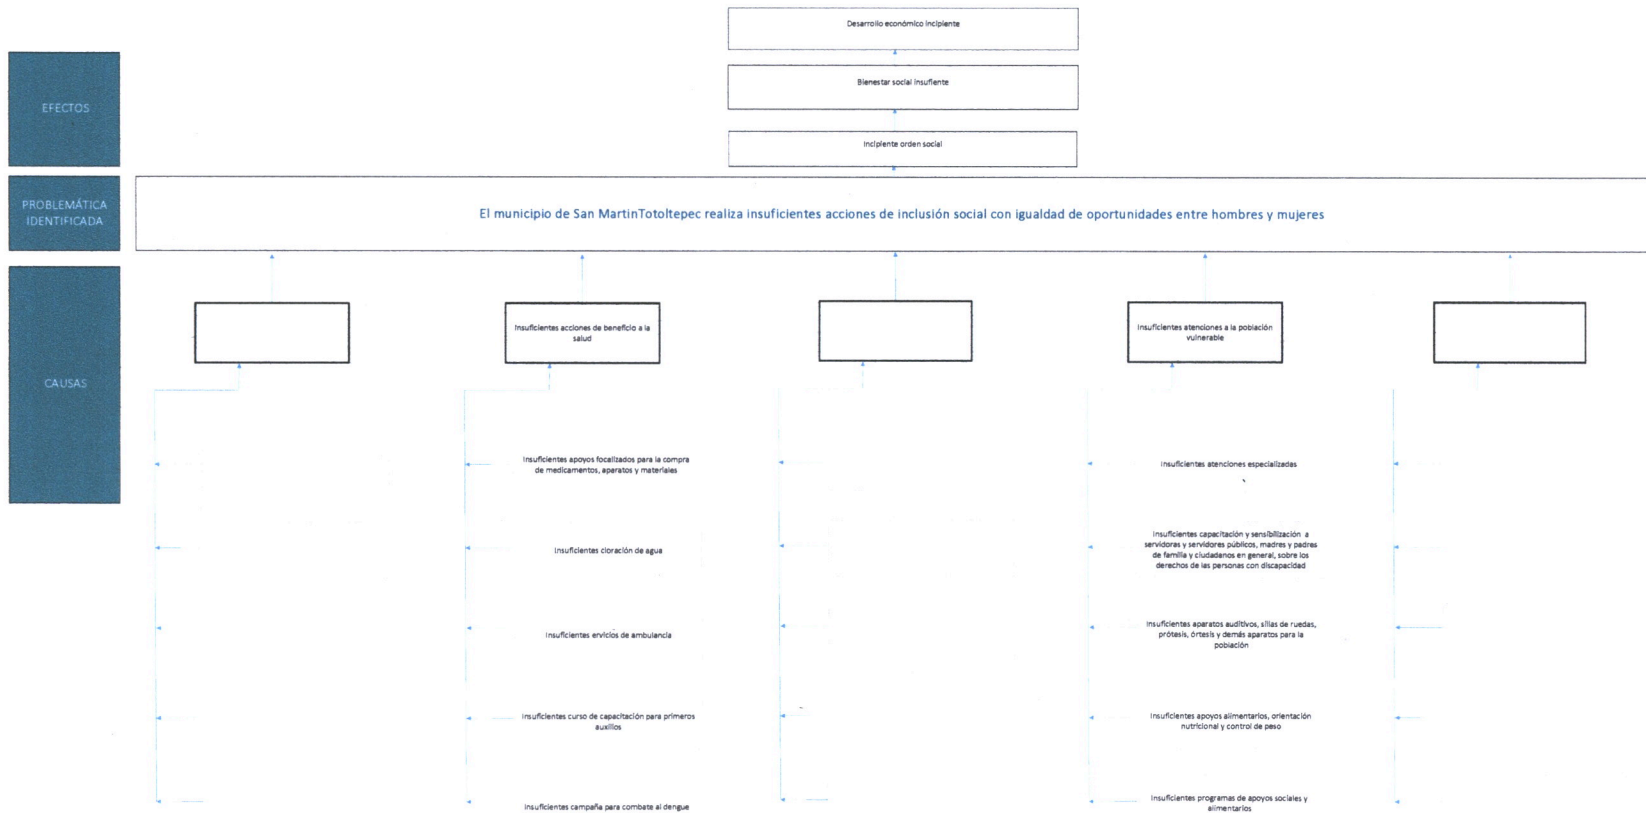 Desarrollo económico incipiente
EFECTOS
Bienestar social insufiente
Incipiente orden social
PROBLEMÁTICA
IDENTIFICADA
El municipio de San MartinTotoltepec realiza insuficientes acciones de inclusión social con igualdad de oportunidades entre hombres y mujeres
CAUSAS
Insuficientes acciones de beneficio a la
salud
Insuficientes atenciones a la población
vulnerable
Insuficientes apoyos focalizados para la compra
de medicamentos, aparatos y materiales
Insuficientes cloración de agua
Insuficientes ervicios de ambulancia
Insuficientes curso de capacitación para primeros
auxilios
Insuficientes campaña para combate al dengue
Insuficientes atenciones especializadas
Insuficientes capacitación y sensibilización a
servidoras y servidores públicos, madres y padres
de familia y ciudadanos en general, sobre los
derechos de las personas con discapacidad
Insuficientes aparatos auditivos, sillas de ruedas,
prótesis, órtesis y demás aparatos para la
población
Insuficientes apoyos alimentarios, orientación
nutricional y control de peso
Insuficientes programas de apoyos sociales y
alimentarios